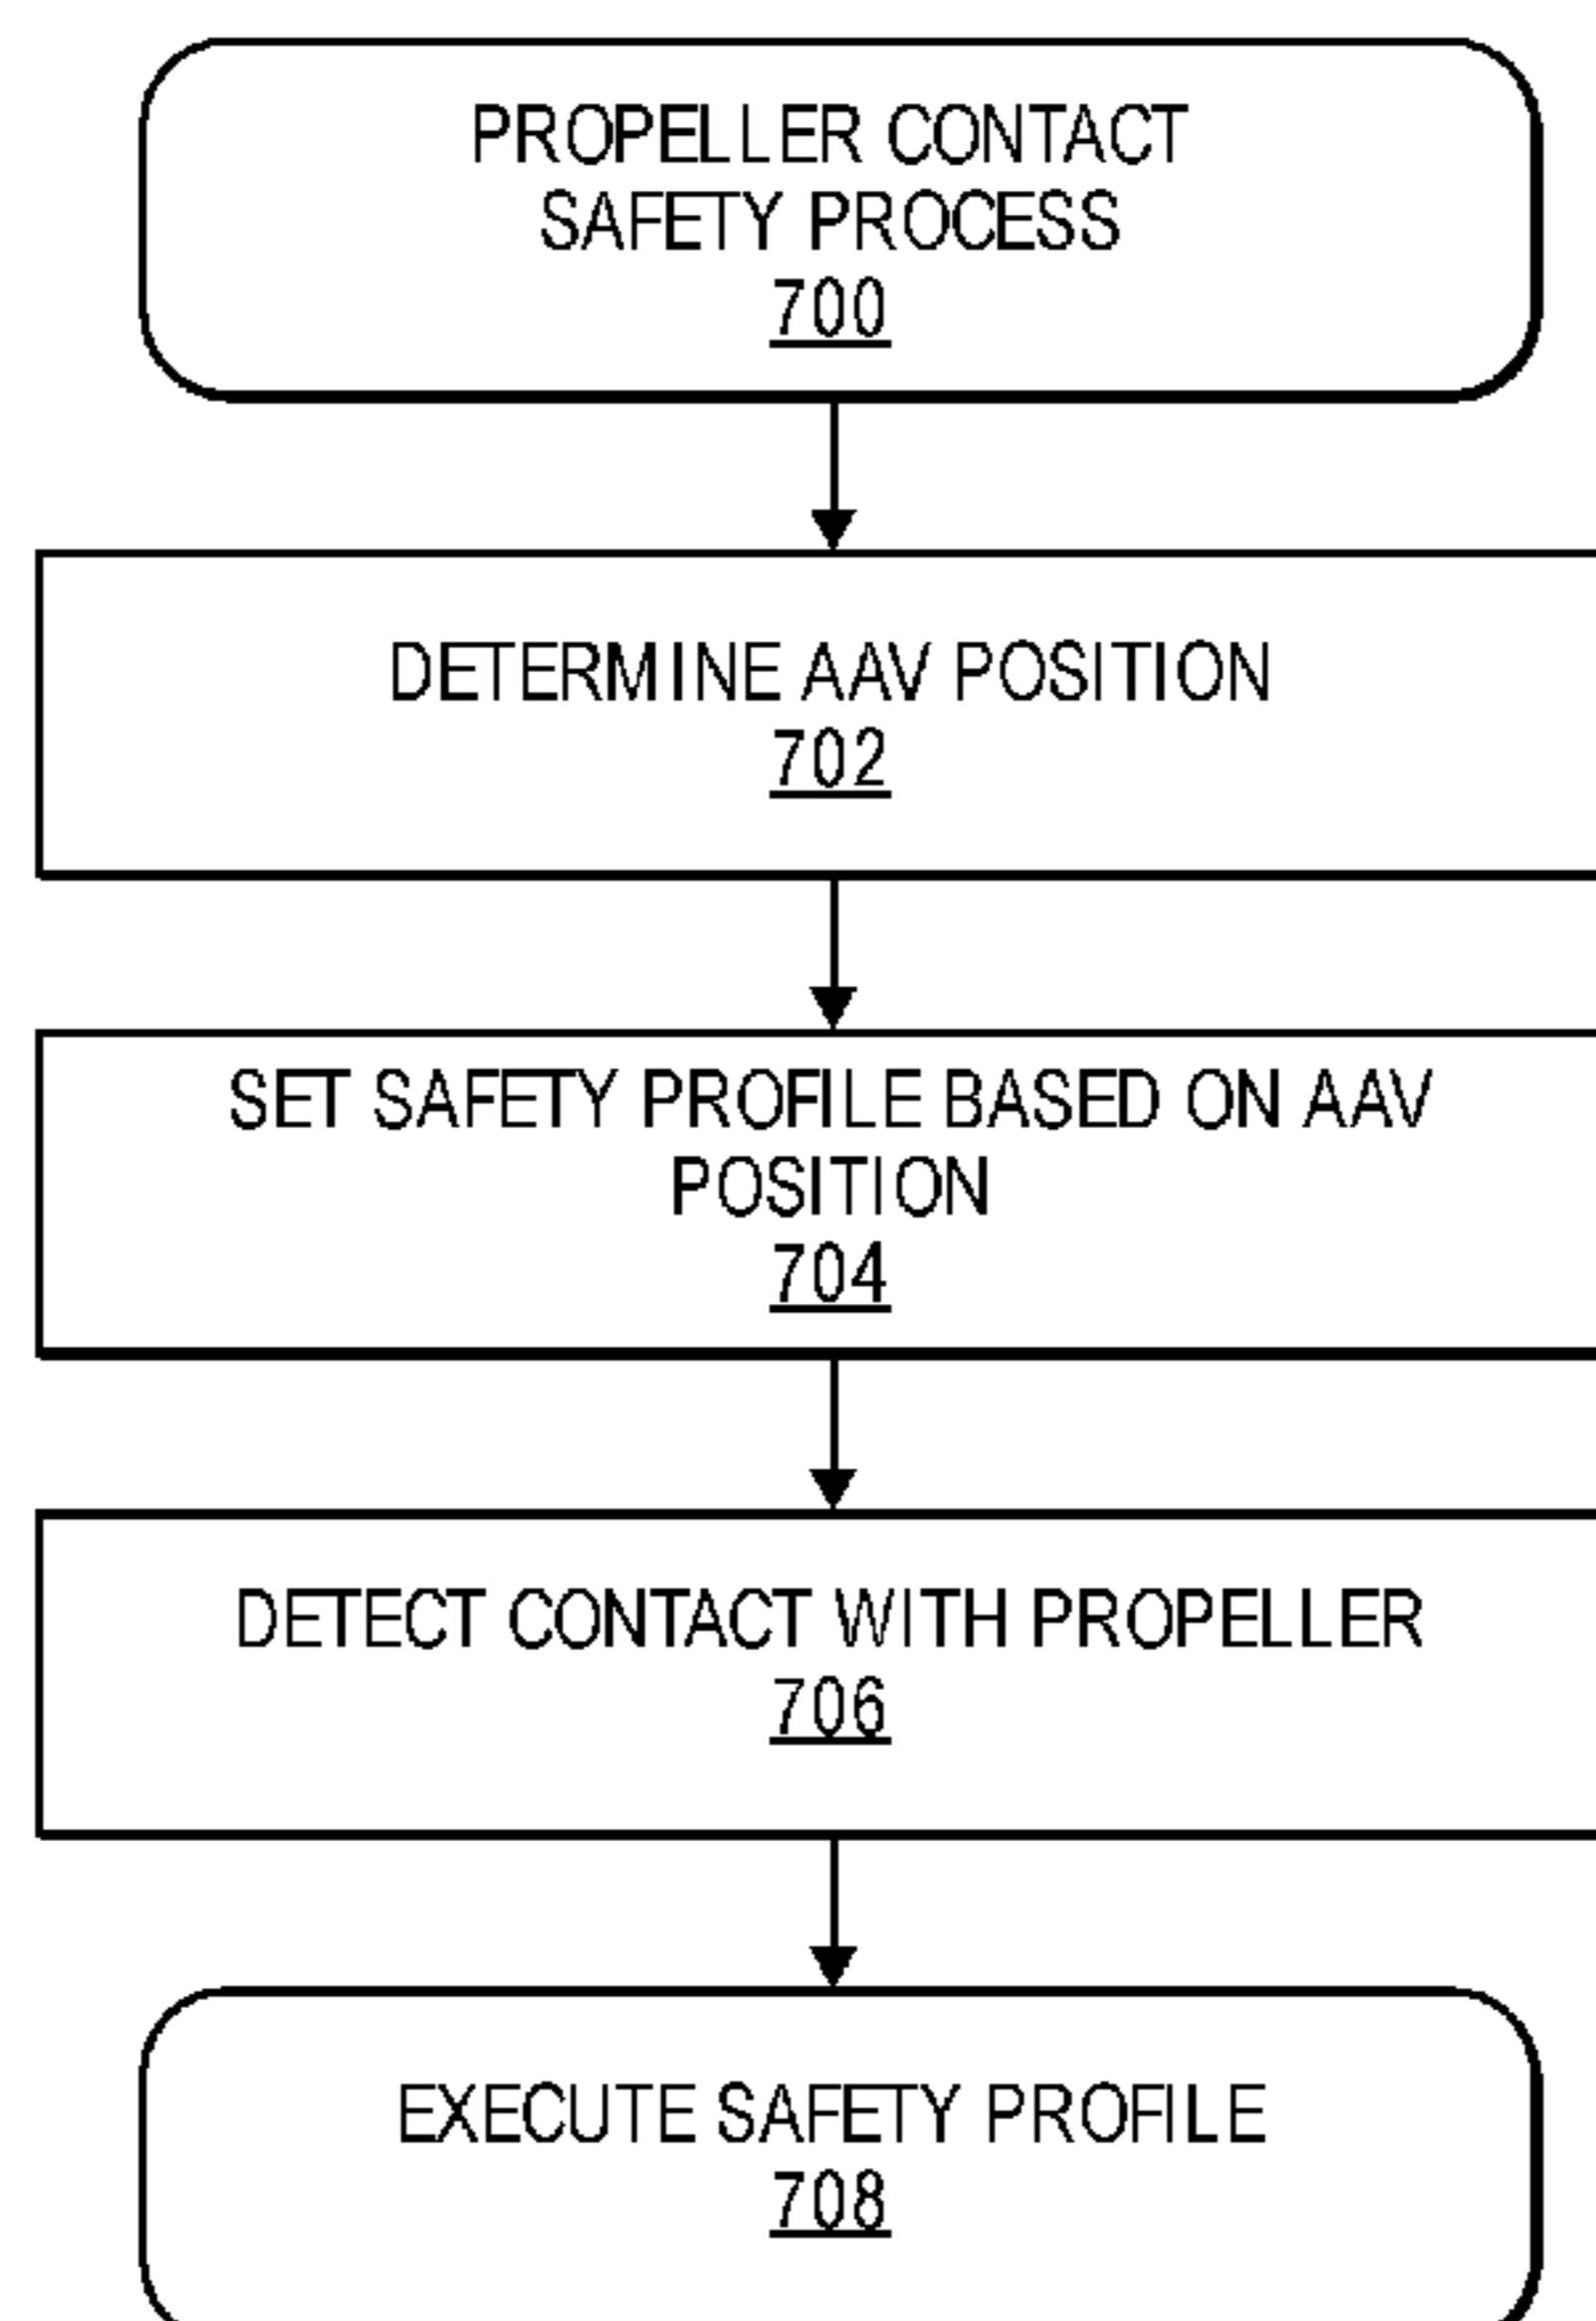 PROPELLER CONTACT
SAFETY PROCESS
700
DETERMINE AAV POSITION
702
SET SAFETY PROFILE BASED ON AAV
POSITION
704
DETECT CONTACT WITH PROPELLER
706
EXECUTE SAFETY PROFILE
708